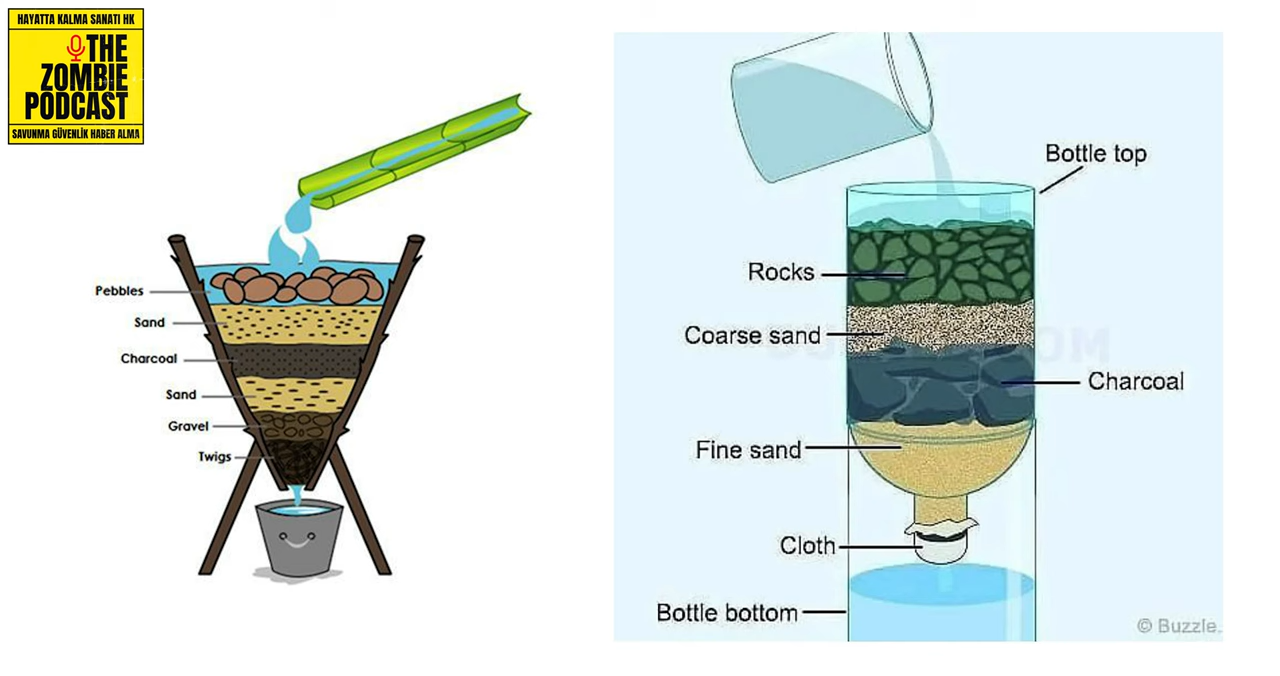 HAYATTA KALMA SANATI HK
THE
ZOMBIE
PODCAST
SAVUNMA GÜVENLİK HABER ALMA
Pebbles
Sand
Charcoal
Sand
Gravel
Twigs
Bottle top
Rocks
Coarse sand
Charcoal
Fine sand
Cloth
Bottle bottom
© Buzzle.